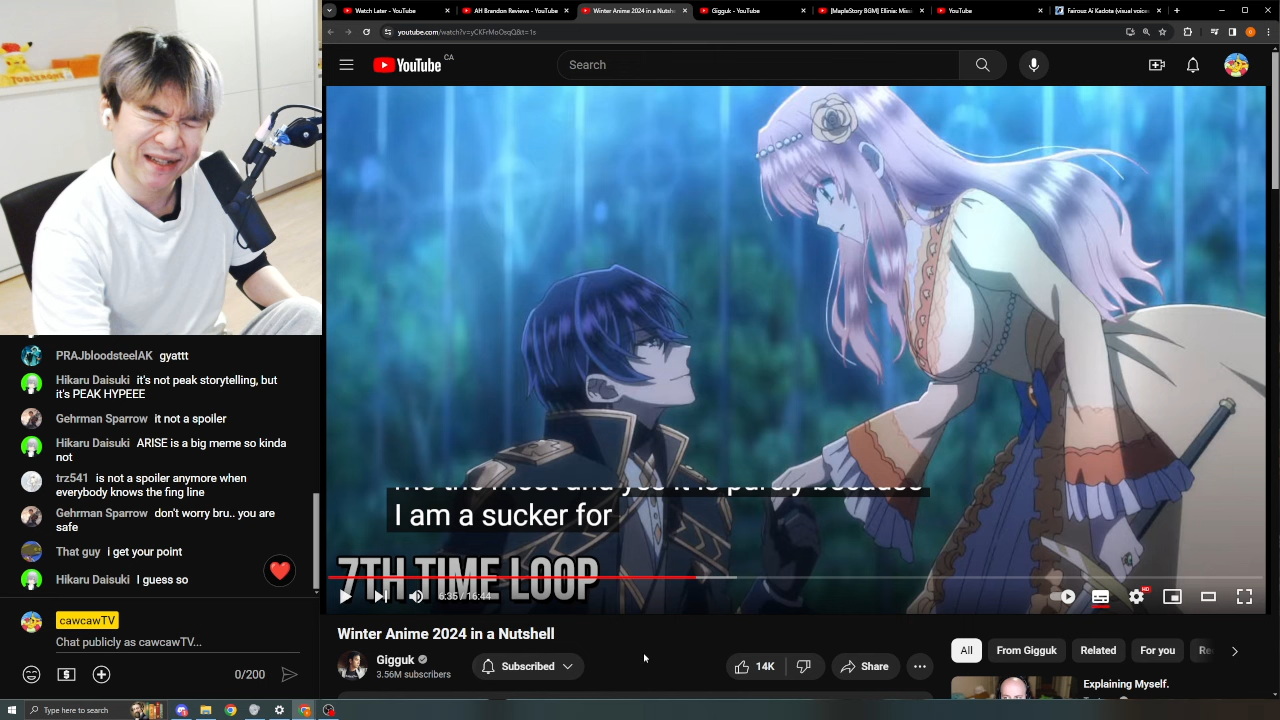 Watch Later - YouTube
AH Brandon Reviews - YouTube
Winter Anime 2024 in a Nutsh
Gigguk - YouTube
[MapleStory BGM] Ellinia: Miss
YouTube
Fairouz Ai Kadota (visual voice
youtube.com/watch?v=yCKFrMoOsqQ&t=1s
YouTube CA
Search
TOBLERONE
I am a sucker for
7TH TIME LOOP
6:35 / 16:44
HD
PRAJbloodsteelAK gyattt
Hikaru Daisuki it's not peak storytelling, but
it's PEAK HYPEEE
Gehrman Sparrow it not a spoiler
Hikaru Daisuki ARISE is a big meme so kinda
not
trz541 is not a spoiler anymore when
everybody knows the fing line
Gehrman Sparrow don't worry bru.. you are
safe
That guy i get your point
Hikaru Daisuki I guess so
cawcawTV
Chat publicly as cawcawTV...
0/200
Winter Anime 2024 in a Nutshell
Gigguk
3.56M subscribers
Subscribed
14K
Share
All
From Gigguk
Related
For you
Explaining Myself.
Type here to search